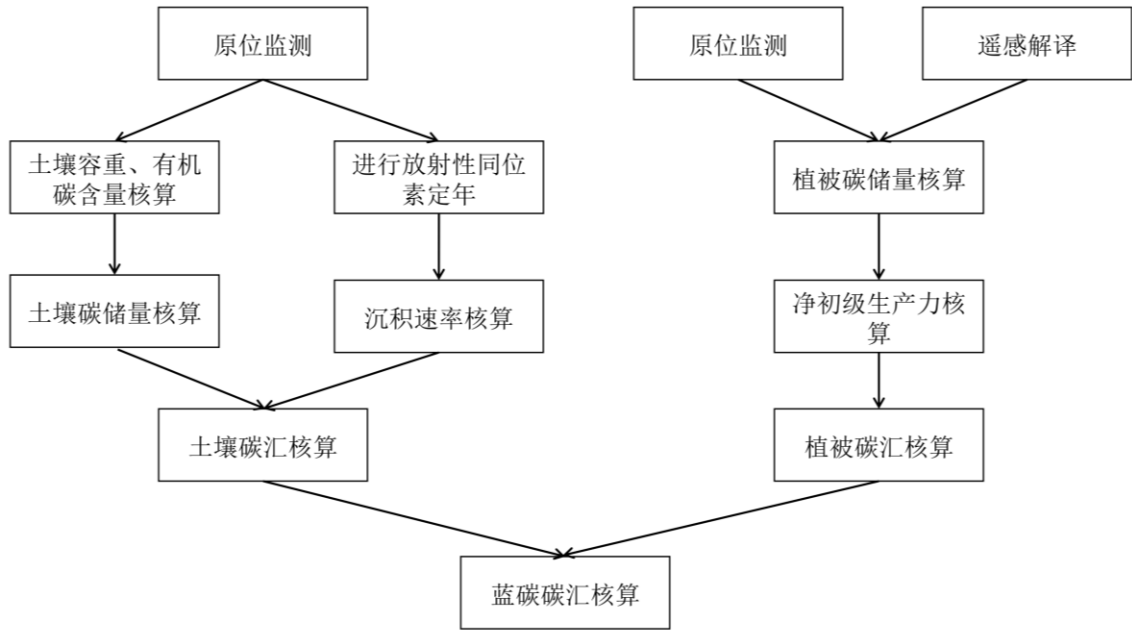 原位监测
原位监测
遥感解译
土壤容重、有机
碳含量核算
进行放射性同位
素定年
植被碳储量核算
土壤碳储量核算
沉积速率核算
净初级生产力核
算
土壤碳汇核算
植被碳汇核算
蓝碳碳汇核算